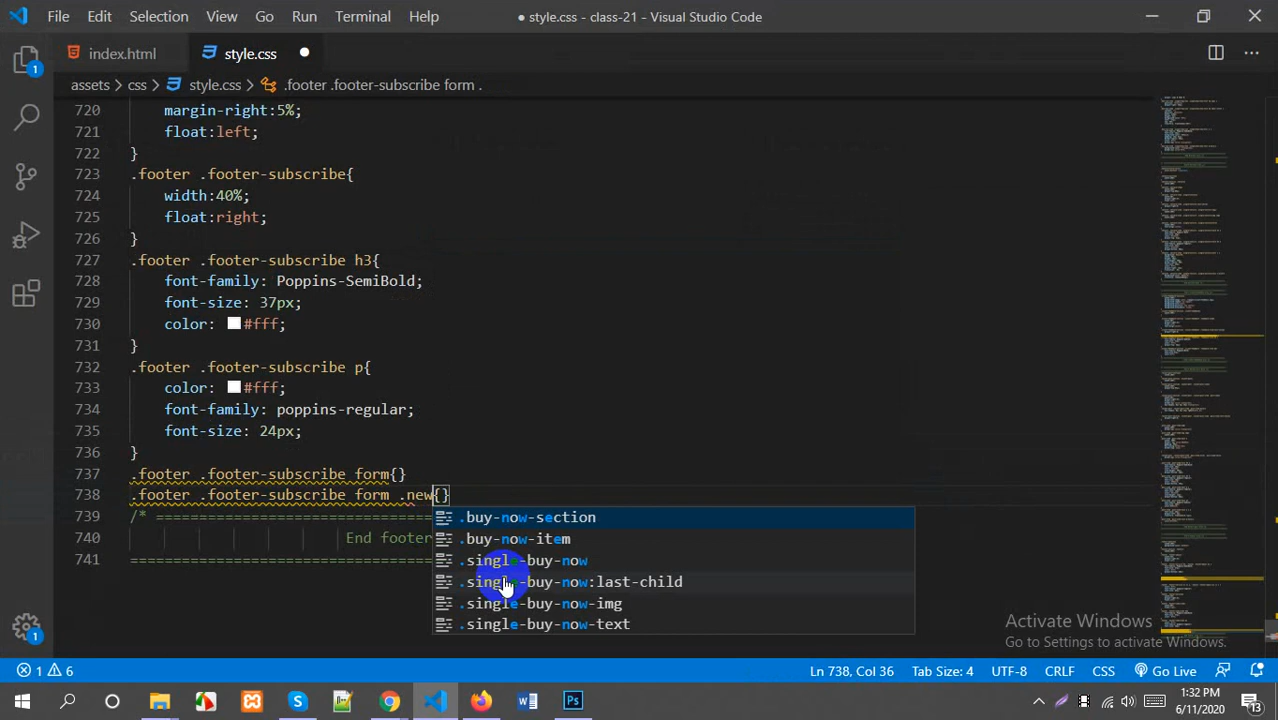 File Edit Selection View Go Run Terminal Help
● style.css - class-21 - Visual Studio Code
index.html style.css
assets > css > style.css > .footer .footer-subscribe form .
720 margin-right:5%;
721 float:left;
722 }
723 .footer .footer-subscribe{
724 width:40%;
725 float:right;
726 }
727 .footer .footer-subscribe h3{
728 font-family: Poppins-SemiBold;
729 font-size: 37px;
730 color: #fff;
731 }
732 .footer .footer-subscribe p{
733 color: #fff;
734 font-family: poppins-regular;
735 font-size: 24px;
736 }
737 .footer .footer-subscribe form{}
738 .footer .footer-subscribe form .new{}
739 /* ================================
740 End footer
741 ================================
.buy-now-section
.buy-now-item
.single-buy-now
.single-buy-now:last-child
.single-buy-now-img
.single-buy-now-text
Activate Windows
Go to Settings to activate Windows.
1 6 Ln 738, Col 36 Tab Size: 4 UTF-8 CRLF CSS Go Live
1:32 PM
6/11/2020
13